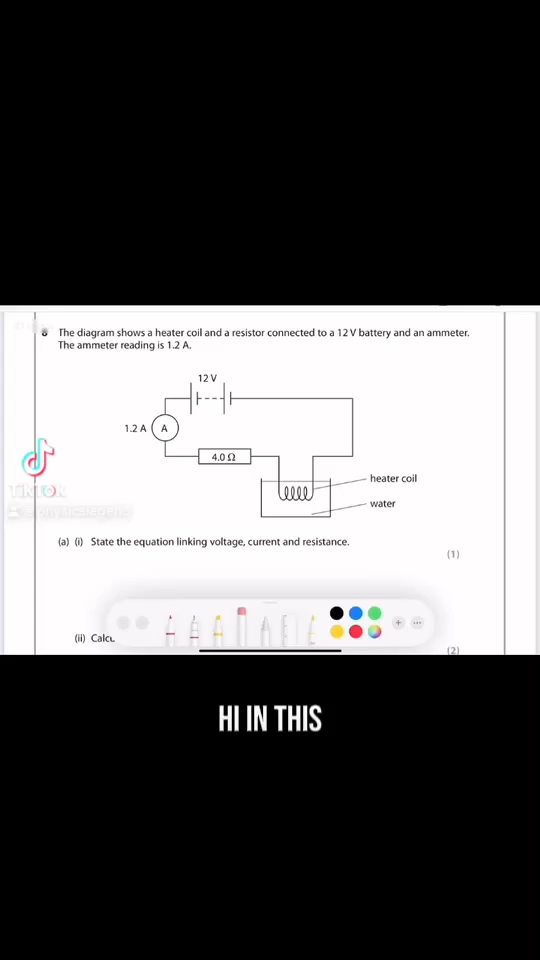 8 The diagram shows a heater coil and a resistor connected to a 12 V battery and an ammeter.
The ammeter reading is 1.2 A.
12 V
1.2 A A
4.0 Ω
heater coil
TikTok
water
(a) (i) State the equation linking voltage, current and resistance.
(1)
(ii) Calcu
(2)
HI IN THIS